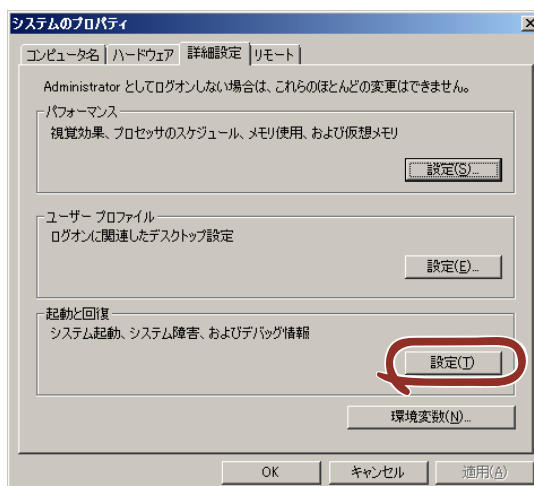 システムのプロパティ
コンピュータ名 ハードウェア 詳細設定 リモート
Administrator としてログオンしない場合は、これらのほとんどの変更はできません。
パフォーマンス
視覚効果、プロセッサのスケジュール、メモリ使用、および仮想メモリ
設定(S)...
ユーザー プロファイル
ログオンに関連したデスクトップ設定
設定(E)...
起動と回復
システム起動、システム障害、およびデバッグ情報
設定(T)
環境変数(N)...
OK キャンセル 適用(A)